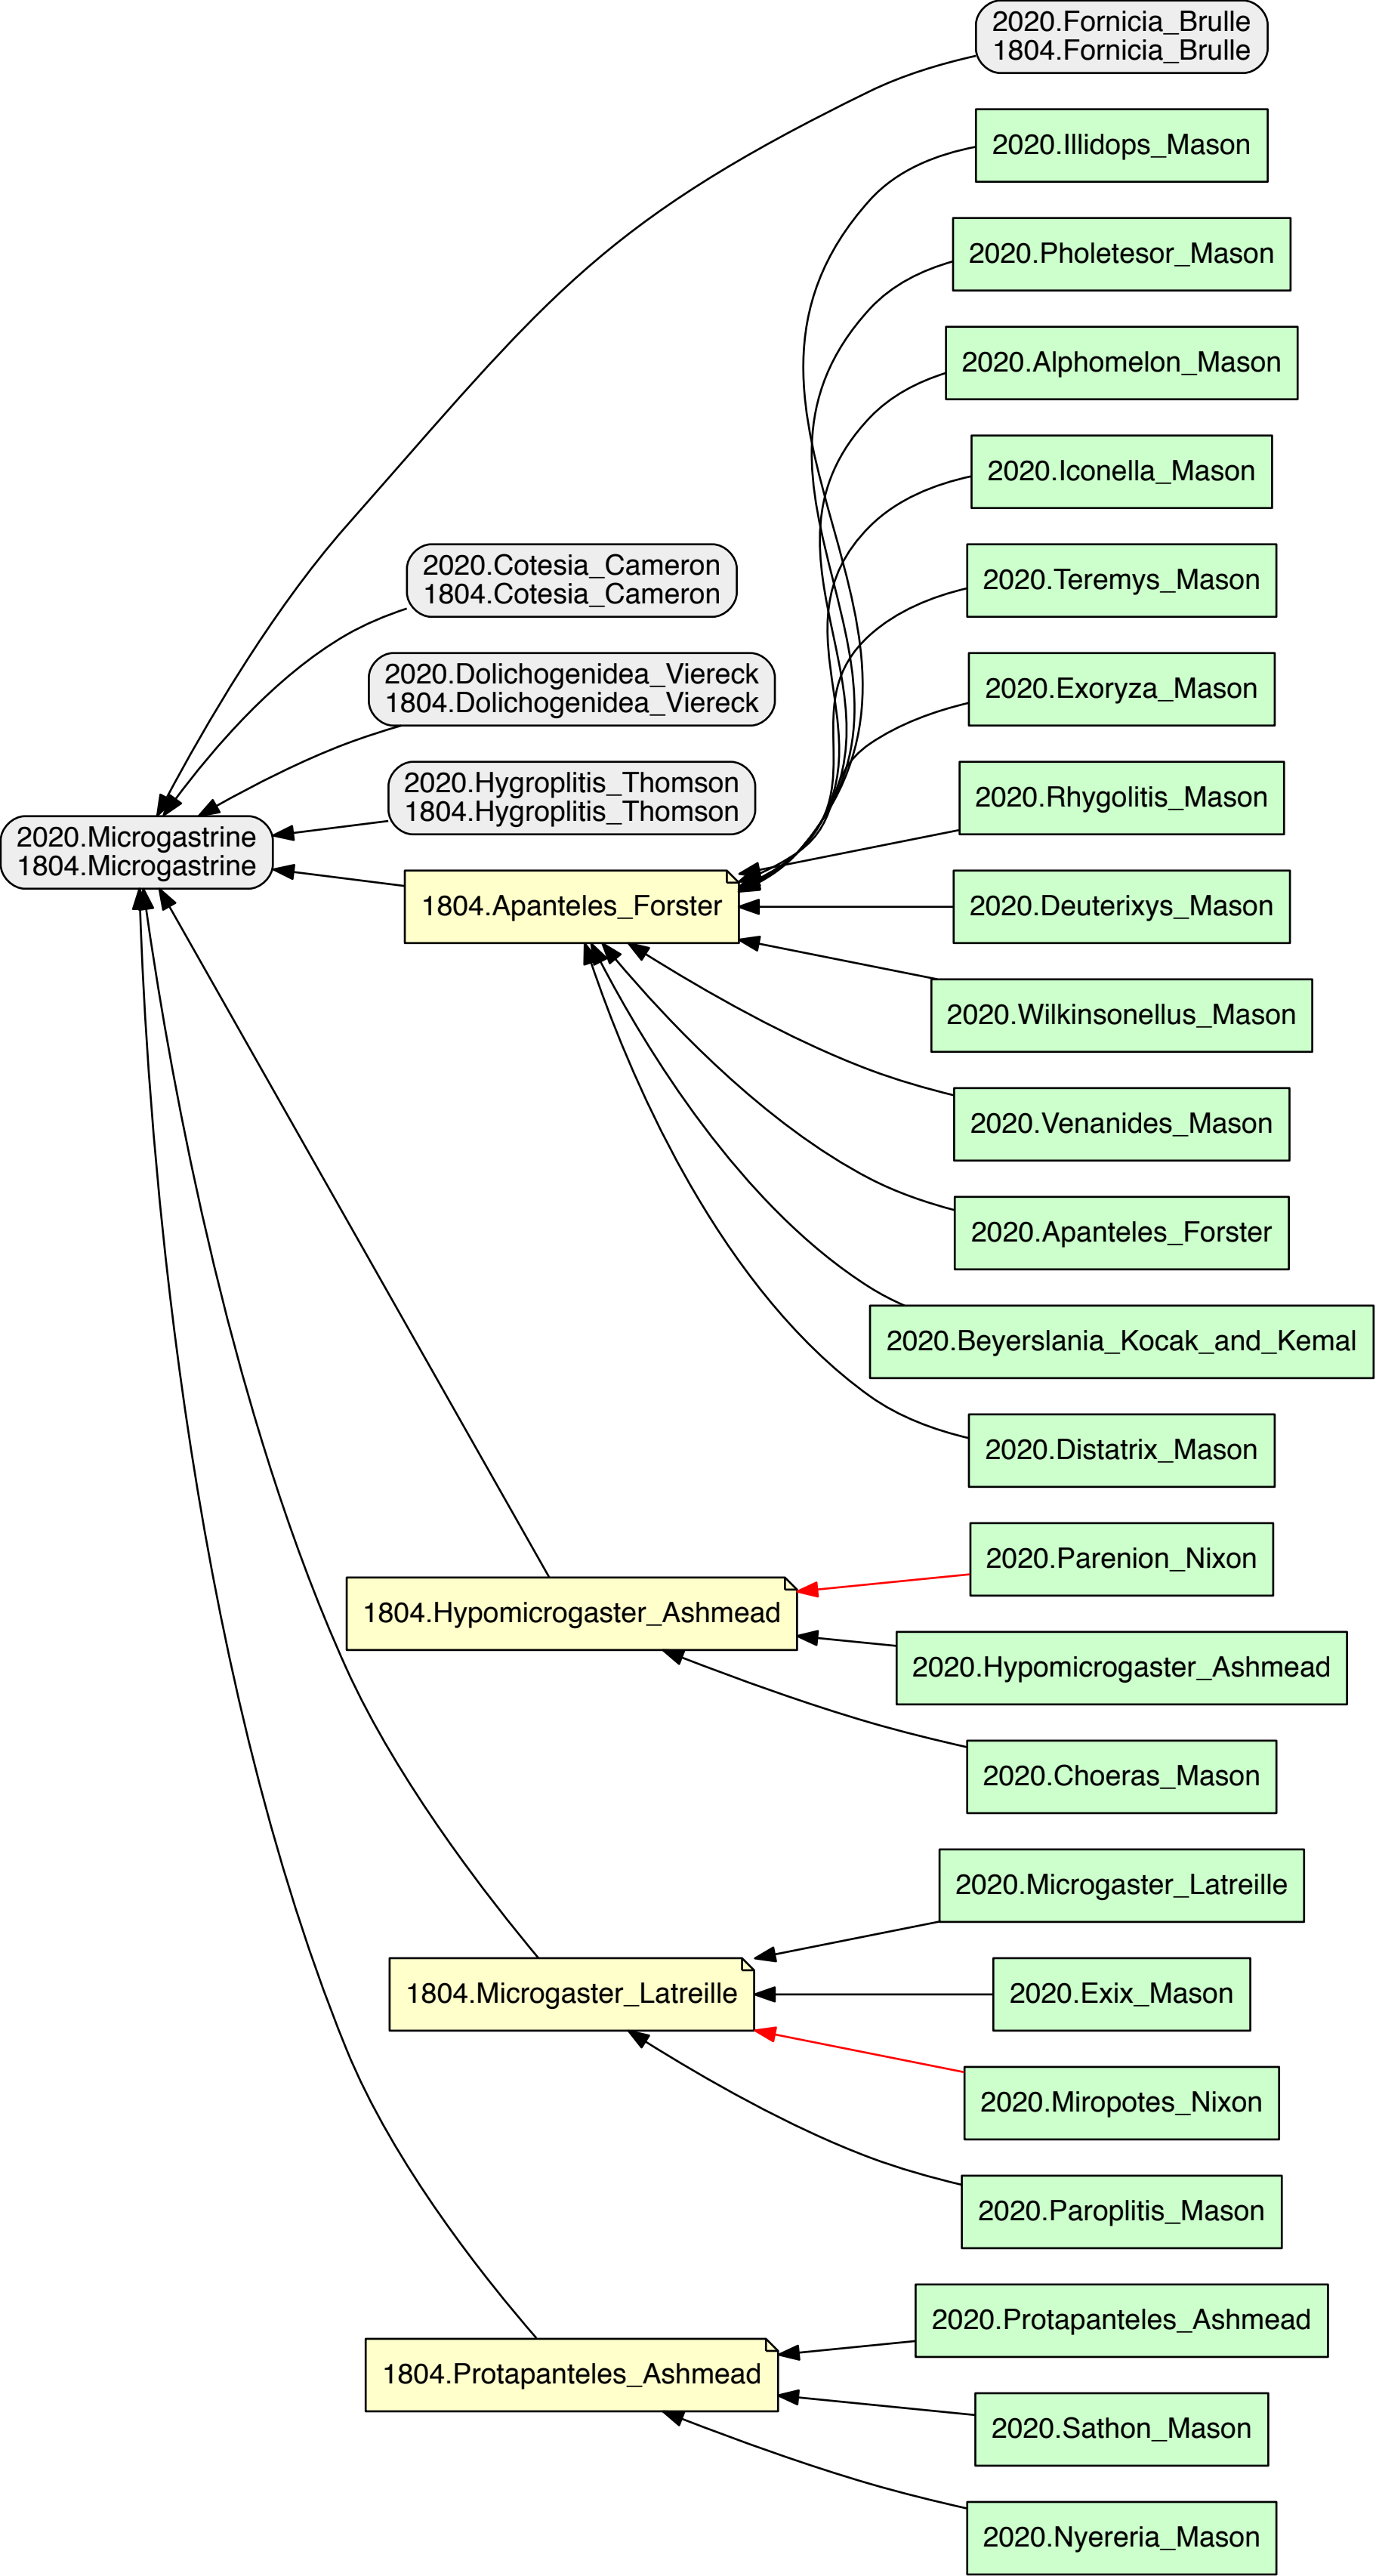 2020.Fornicia_Brulle
1804.Fornicia_Brulle
2020.Illidops_Mason
2020.Pholetesor_Mason
2020.Alphomelon_Mason
2020.Iconella_Mason
2020.Cotesia_Cameron
1804.Cotesia_Cameron
2020.Teremys_Mason
2020.Dolichogenidea_Viereck
1804.Dolichogenidea_Viereck
2020.Exoryza_Mason
2020.Hygroplitis_Thomson
1804.Hygroplitis_Thomson
2020.Rhygolitis_Mason
2020.Microgastrine
1804.Microgastrine
1804.Apanteles_Forster
2020.Deuterixys_Mason
2020.Wilkinsonellus_Mason
2020.Venanides_Mason
2020.Apanteles_Forster
2020.Beyerslania_Kocak_and_Kemal
2020.Distatrix_Mason
2020.Parenion_Nixon
1804.Hypomicrogaster_Ashmead
2020.Hypomicrogaster_Ashmead
2020.Choeras_Mason
2020.Microgaster_Latreille
1804.Microgaster_Latreille
2020.Exix_Mason
2020.Miropotes_Nixon
2020.Paroplitis_Mason
2020.Protapanteles_Ashmead
1804.Protapanteles_Ashmead
2020.Sathon_Mason
2020.Nyereria_Mason